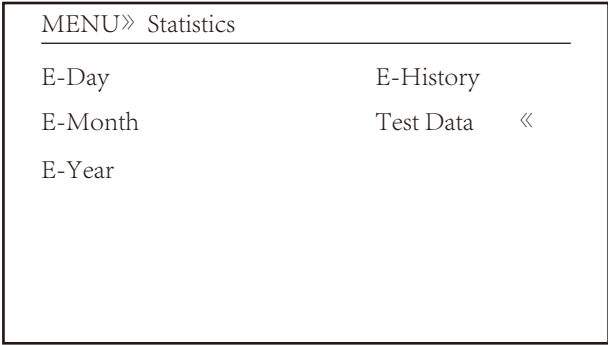 MENU》 Statistics
E-Day E-History
E-Month Test Data 《
E-Year